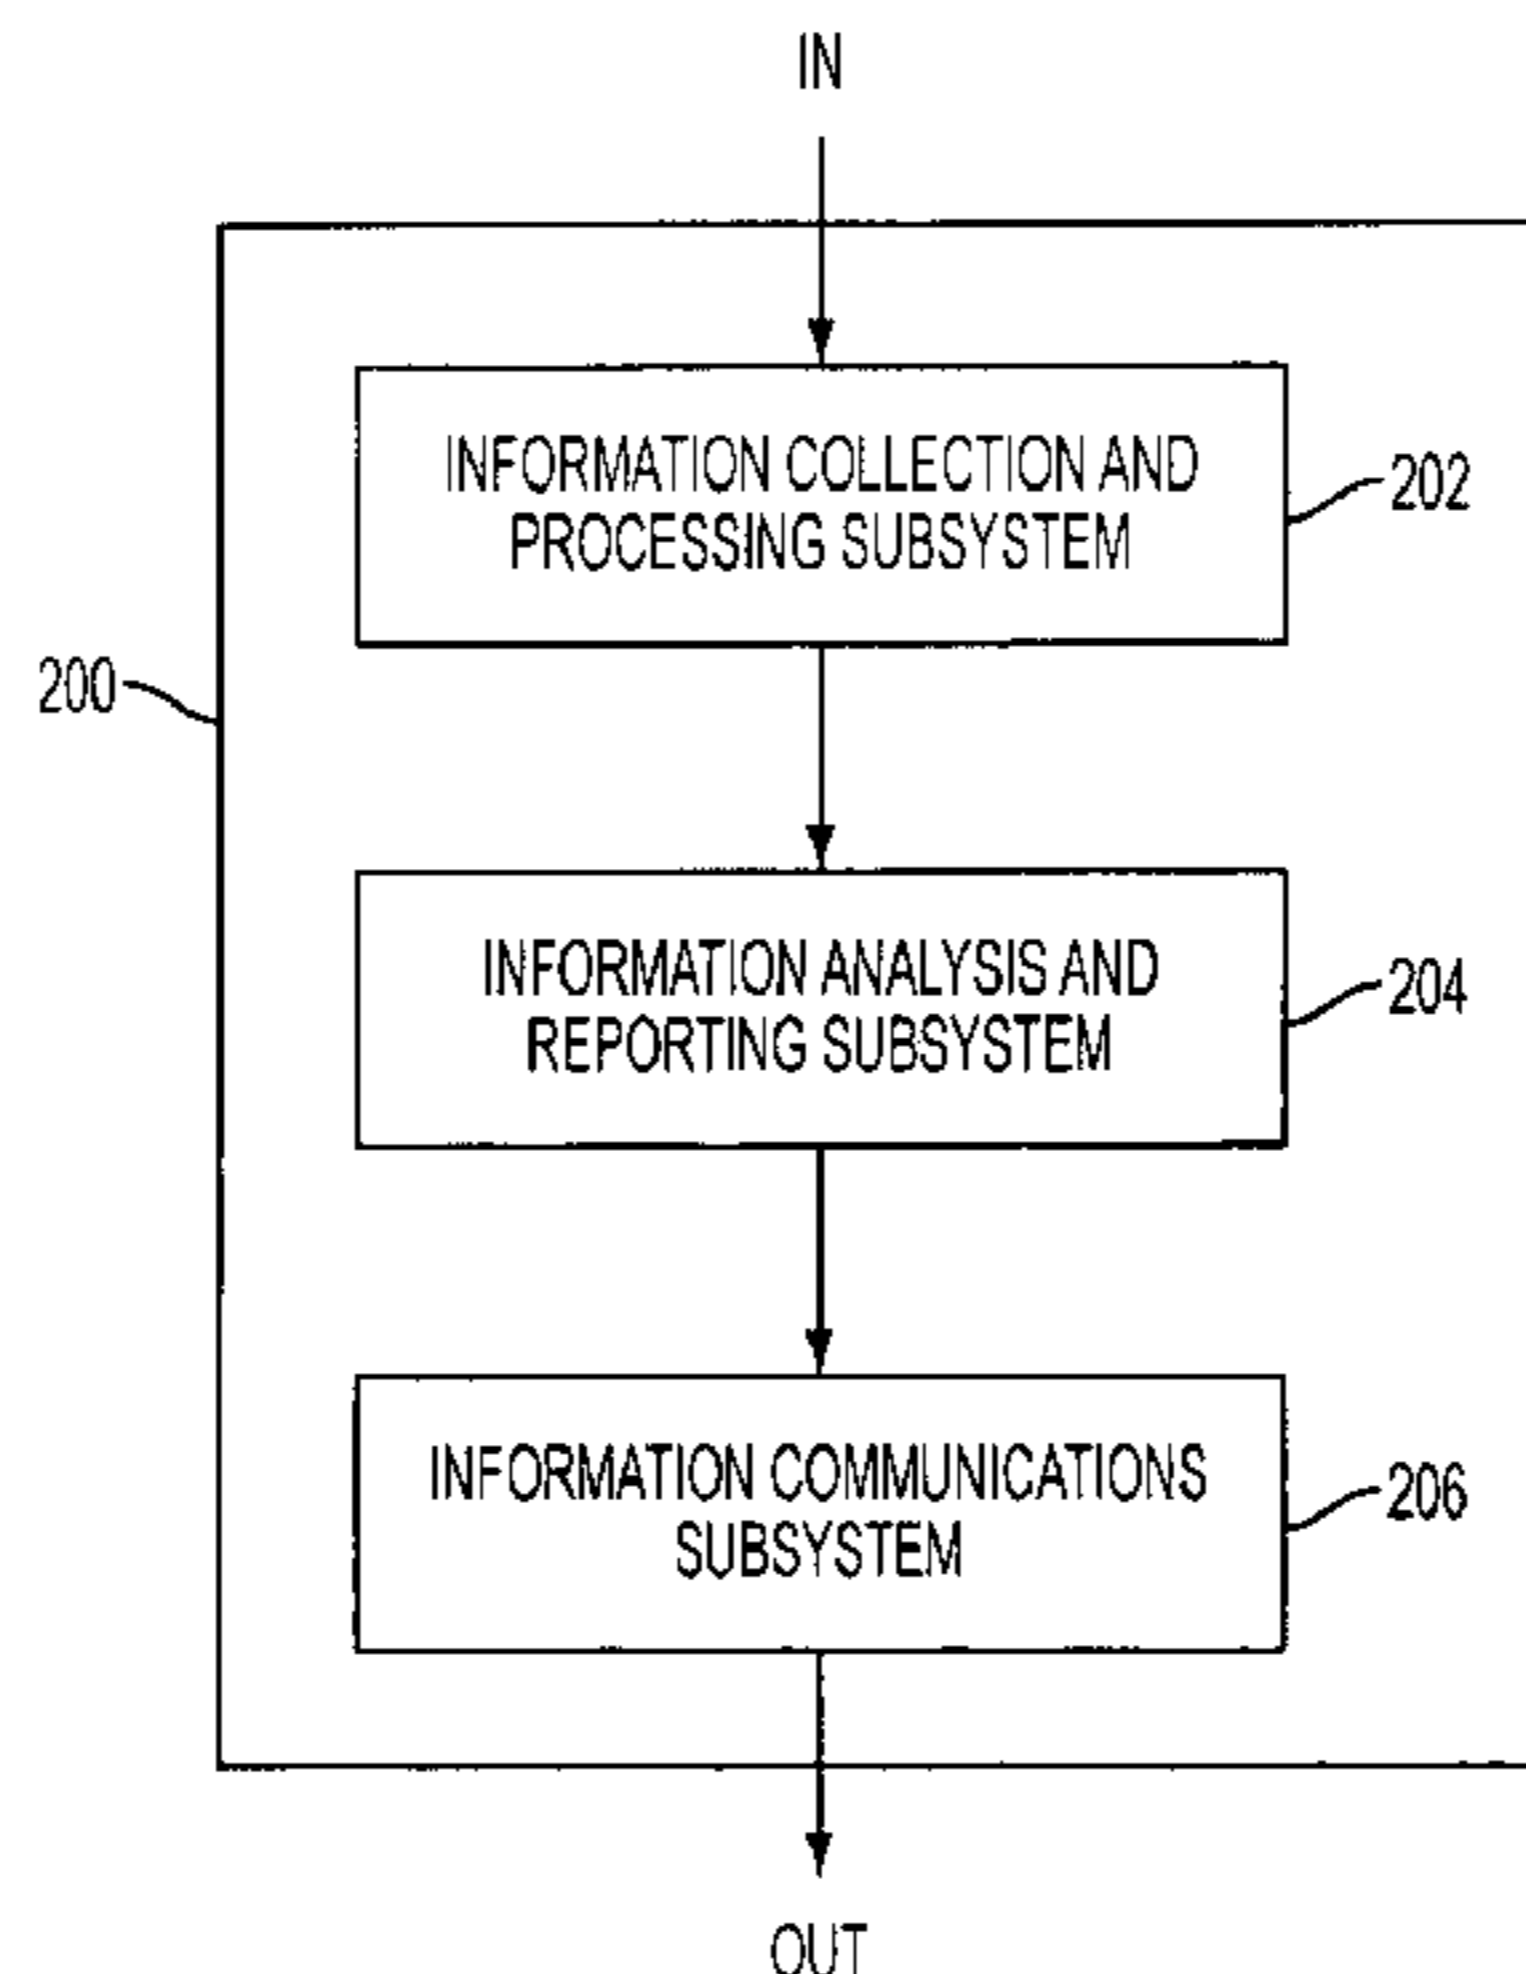 IN
INFORMATION COLLECTION AND
PROCESSING SUBSYSTEM
202
200
INFORMATION ANALYSIS AND
REPORTING SUBSYSTEM
204
INFORMATION COMMUNICATIONS
SUBSYSTEM
206
OUT